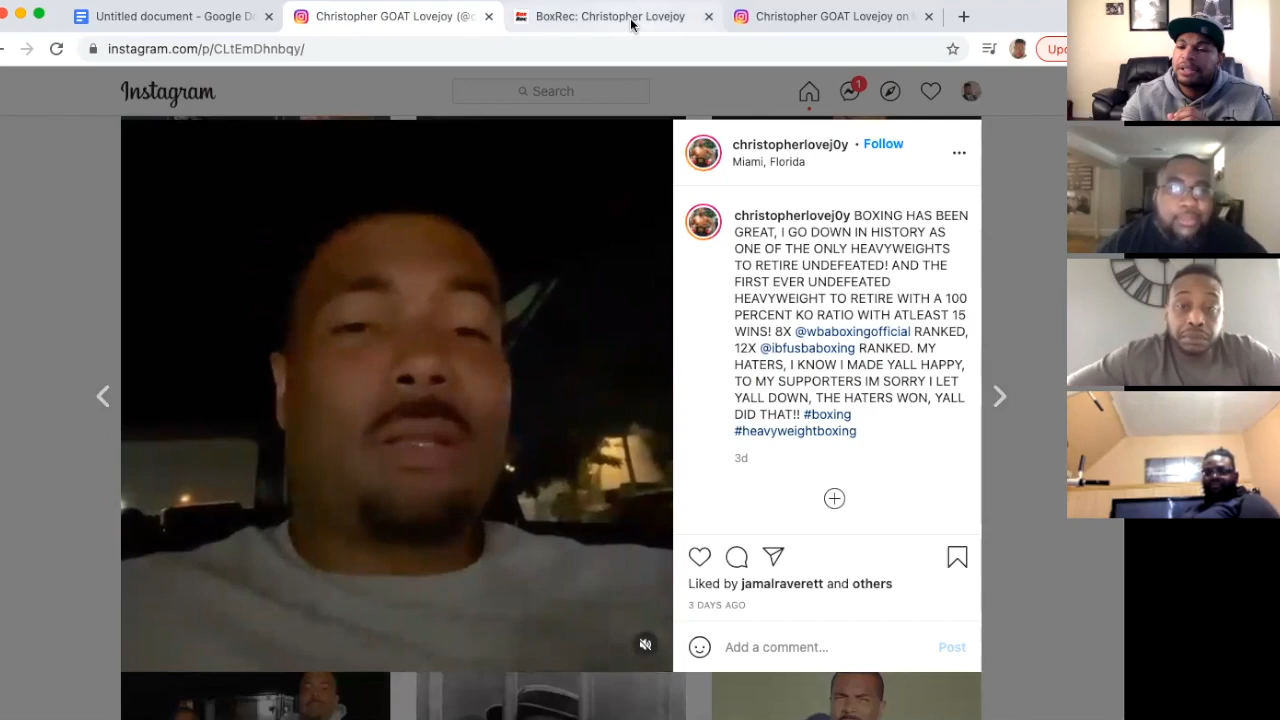 Untitled document - Google Do
Christopher GOAT Lovejoy (@c
BoxRec: Christopher Lovejoy
Christopher GOAT Lovejoy on
instagram.com/p/CLtEmDhnbqy/
Instagram
Search
1
christopherlovej0y • Follow
Miami, Florida
christopherlovej0y BOXING HAS BEEN
GREAT, I GO DOWN IN HISTORY AS
ONE OF THE ONLY HEAVYWEIGHTS
TO RETIRE UNDEFEATED! AND THE
FIRST EVER UNDEFEATED
HEAVYWEIGHT TO RETIRE WITH A 100
PERCENT KO RATIO WITH ATLEAST 15
WINS! 8X @wbaboxingofficial RANKED,
12X @ibfusbaboxing RANKED. MY
HATERS, I KNOW I MADE YALL HAPPY,
TO MY SUPPORTERS IM SORRY I LET
YALL DOWN, THE HATERS WON, YALL
DID THAT!! #boxing
#heavyweightboxing
3d
Liked by jamalraverett and others
3 DAYS AGO
Add a comment...
Post